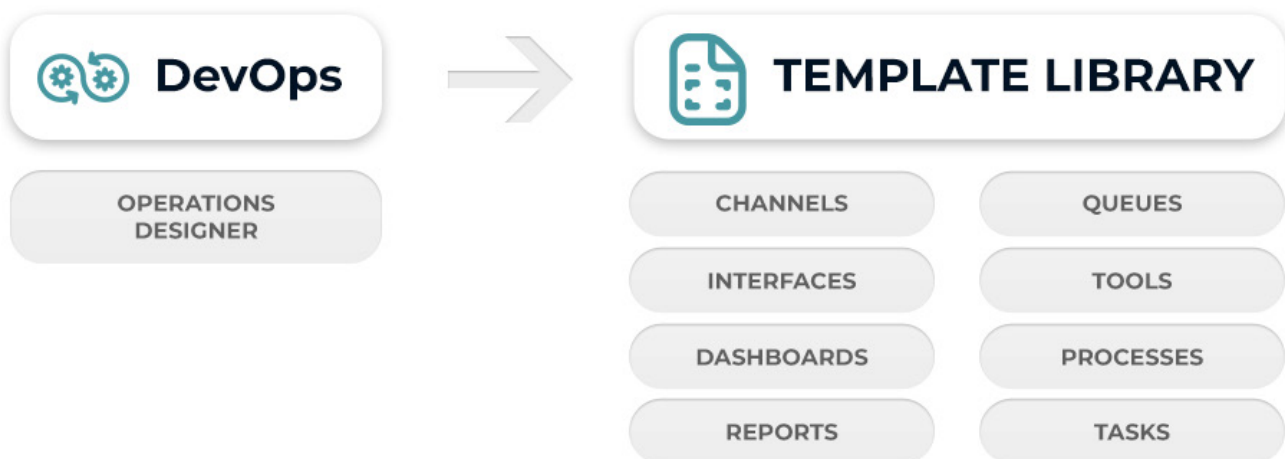 DevOps
TEMPLATE LIBRARY
OPERATIONS
DESIGNER
CHANNELS
QUEUES
INTERFACES
TOOLS
DASHBOARDS
PROCESSES
REPORTS
TASKS